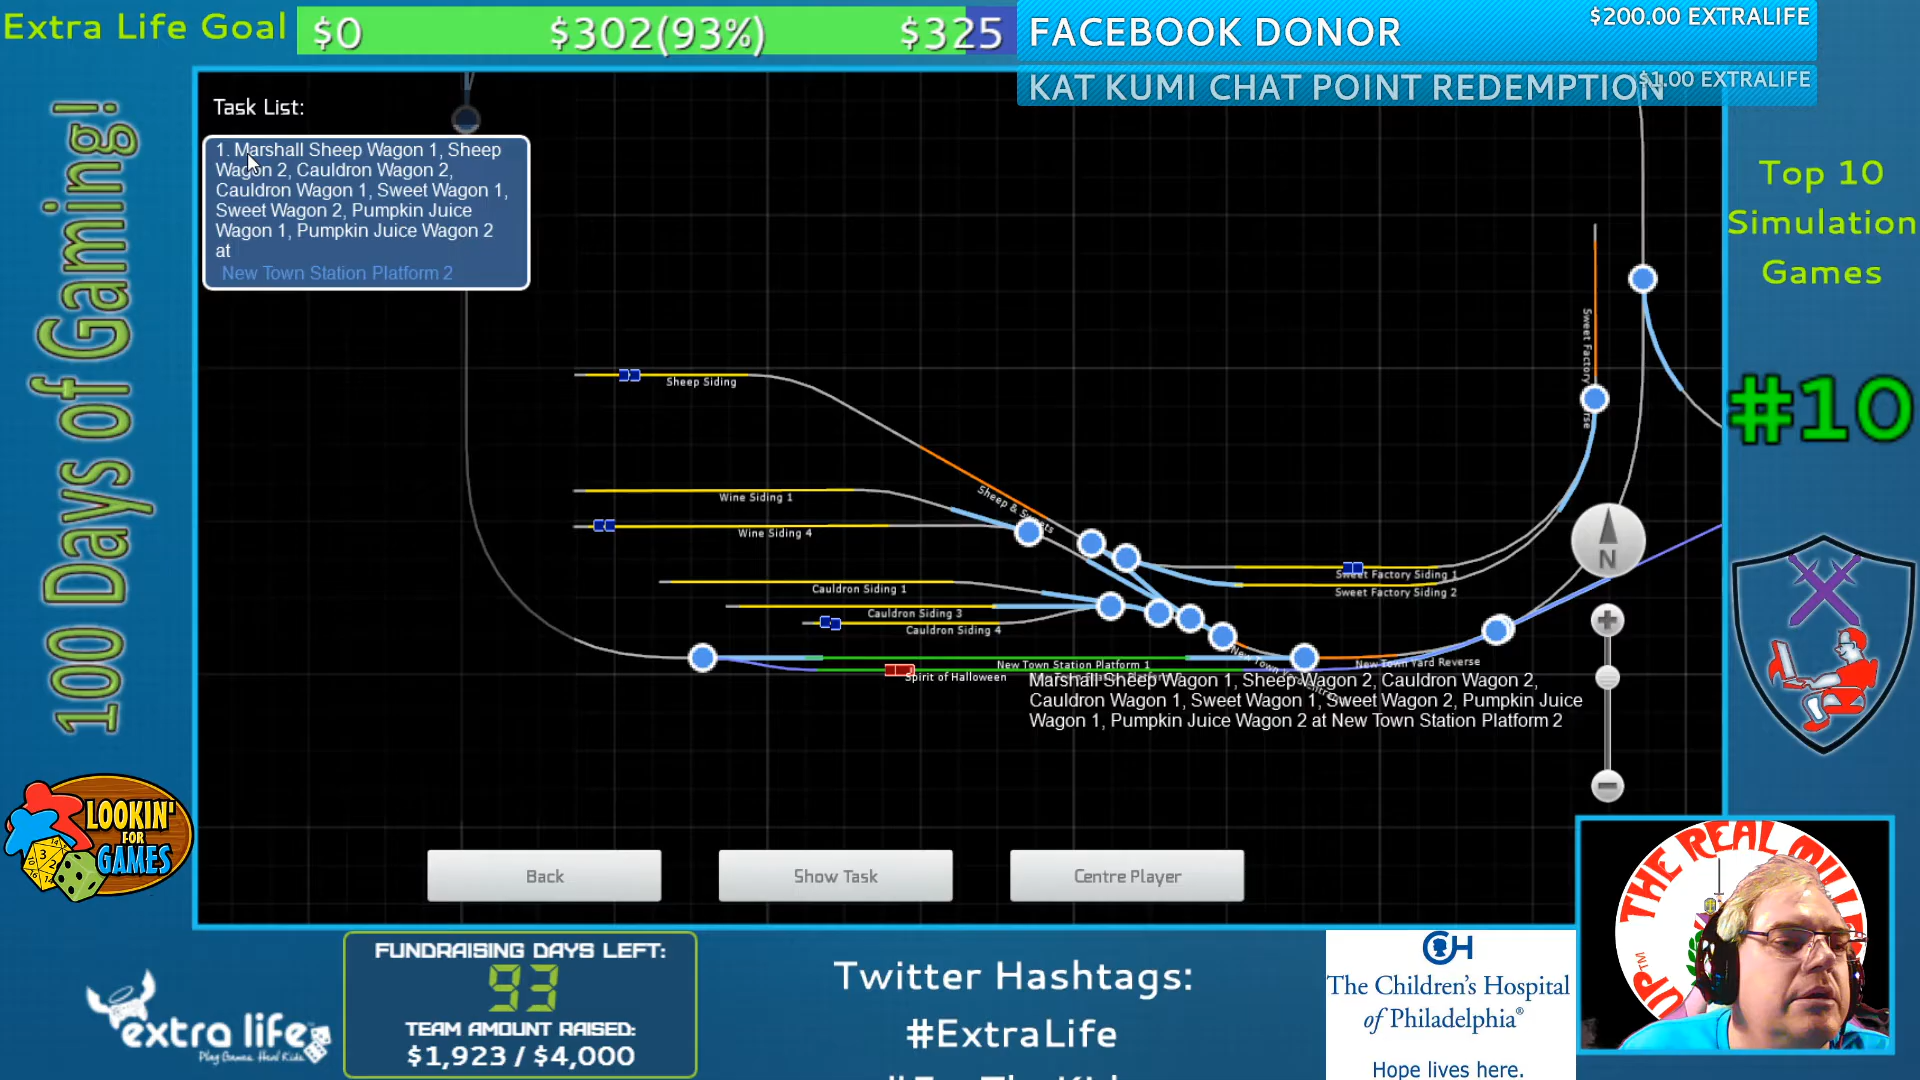 Extra Life Goal
$0
$302(93%)
$325
FACEBOOK DONOR
$200.00 EXTRALIFE
KAT KUMI CHAT POINT REDEMPTION
$1.00 EXTRALIFE
100 Days of Gaming!
Task List:
1. Marshall Sheep Wagon 1, Sheep
Wagon 2, Cauldron Wagon 2,
Cauldron Wagon 1, Sweet Wagon 1,
Sweet Wagon 2, Pumpkin Juice
Wagon 1, Pumpkin Juice Wagon 2
at
New Town Station Platform 2
Top 10
Simulation
Games
#10
Sheep Siding
Sheep & Sweets
Wine Siding 1
Wine Siding 4
Sweet Factory Siding 1
Sweet Factory Siding 2
Cauldron Siding 1
Cauldron Siding 3
Cauldron Siding 4
New Town Station Platform 1
New Town Yard Reverse
Spirit of Halloween
Marshall Sheep Wagon 1, Sheep Wagon 2, Cauldron Wagon 2,
Cauldron Wagon 1, Sweet Wagon 1, Sweet Wagon 2, Pumpkin Juice
Wagon 1, Pumpkin Juice Wagon 2 at New Town Station Platform 2
N
LOOKIN'
FOR
GAMES
Back
Show Task
Centre Player
extra life
Play Games. Heal Kids.
FUNDRAISING DAYS LEFT:
93
TEAM AMOUNT RAISED:
$1,923 / $4,000
Twitter Hashtags:
#ExtraLife
CH
The Children's Hospital
of Philadelphia®
Hope lives here.
THE REAL
UP™